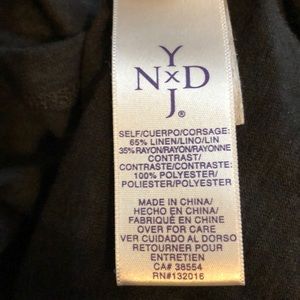 Y
N×D
J®
SELF/CUERPO/CORSAGE:
65% LINEN/LINO/LIN
35%RAYON/RAYON/RAYONNE
CONTRAST/
CONTRASTE/CONTRASTE:
100% POLYESTER/
POLIESTER/POLYESTER
MADE IN CHINA/
HECHO EN CHINA/
FABRIQUÉ EN CHINE
OVER FOR CARE
VER CUIDADO AL DORSO
RETOURNER POUR
ENTRETIEN
CA# 38554
RN#132016